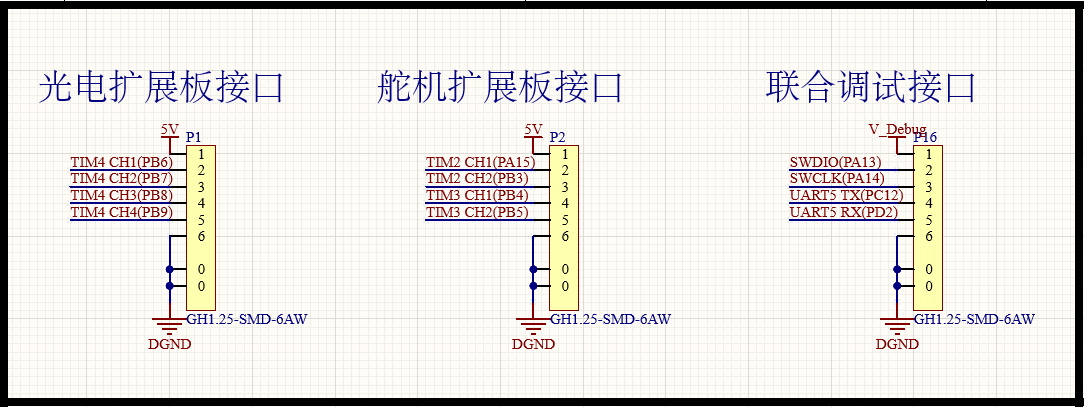 光电扩展板接口
5V
P1
1
TIM4 CH1(PB6)
2
TIM4 CH2(PB7)
3
TIM4 CH3(PB8)
4
TIM4 CH4(PB9)
5
6
0
0
GH1.25-SMD-6AW
DGND
舵机扩展板接口
5V
P2
1
TIM2 CH1(PA15)
2
TIM2 CH2(PB3)
3
TIM3 CH1(PB4)
4
TIM3 CH2(PB5)
5
6
0
0
GH1.25-SMD-6AW
DGND
联合调试接口
V_Debug
P16
1
SWDIO(PA13)
2
SWCLK(PA14)
3
UART5 TX(PC12)
4
UART5 RX(PD2)
5
6
0
0
GH1.25-SMD-6AW
DGND